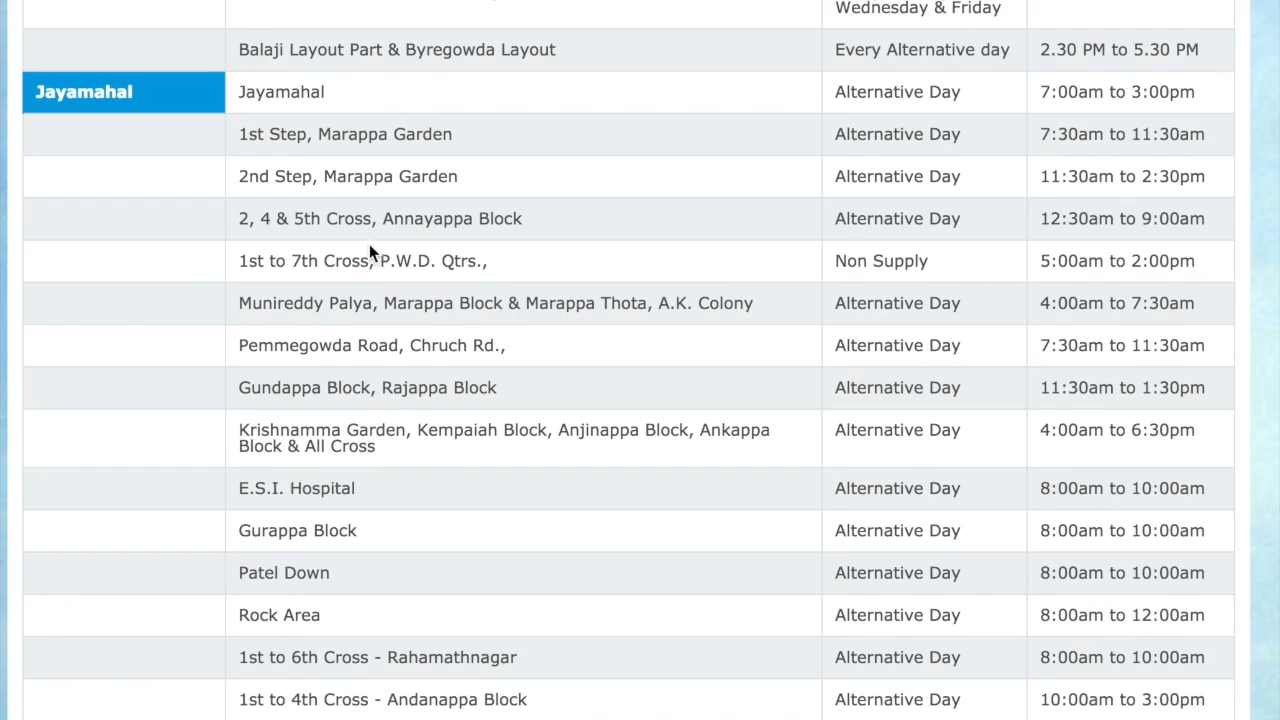 Wednesday & Friday
Balaji Layout Part & Byregowda Layout Every Alternative day 2.30 PM to 5.30 PM
Jayamahal Jayamahal Alternative Day 7:00am to 3:00pm
1st Step, Marappa Garden Alternative Day 7:30am to 11:30am
2nd Step, Marappa Garden Alternative Day 11:30am to 2:30pm
2, 4 & 5th Cross, Annayappa Block Alternative Day 12:30am to 9:00am
1st to 7th Cross, P.W.D. Qtrs., Non Supply 5:00am to 2:00pm
Munireddy Palya, Marappa Block & Marappa Thota, A.K. Colony Alternative Day 4:00am to 7:30am
Pemmegowda Road, Chruch Rd., Alternative Day 7:30am to 11:30am
Gundappa Block, Rajappa Block Alternative Day 11:30am to 1:30pm
Krishnamma Garden, Kempaiah Block, Anjinappa Block, Ankappa Alternative Day 4:00am to 6:30pm
Block & All Cross
E.S.I. Hospital Alternative Day 8:00am to 10:00am
Gurappa Block Alternative Day 8:00am to 10:00am
Patel Down Alternative Day 8:00am to 10:00am
Rock Area Alternative Day 8:00am to 12:00am
1st to 6th Cross - Rahamathnagar Alternative Day 8:00am to 10:00am
1st to 4th Cross - Andanappa Block Alternative Day 10:00am to 3:00pm